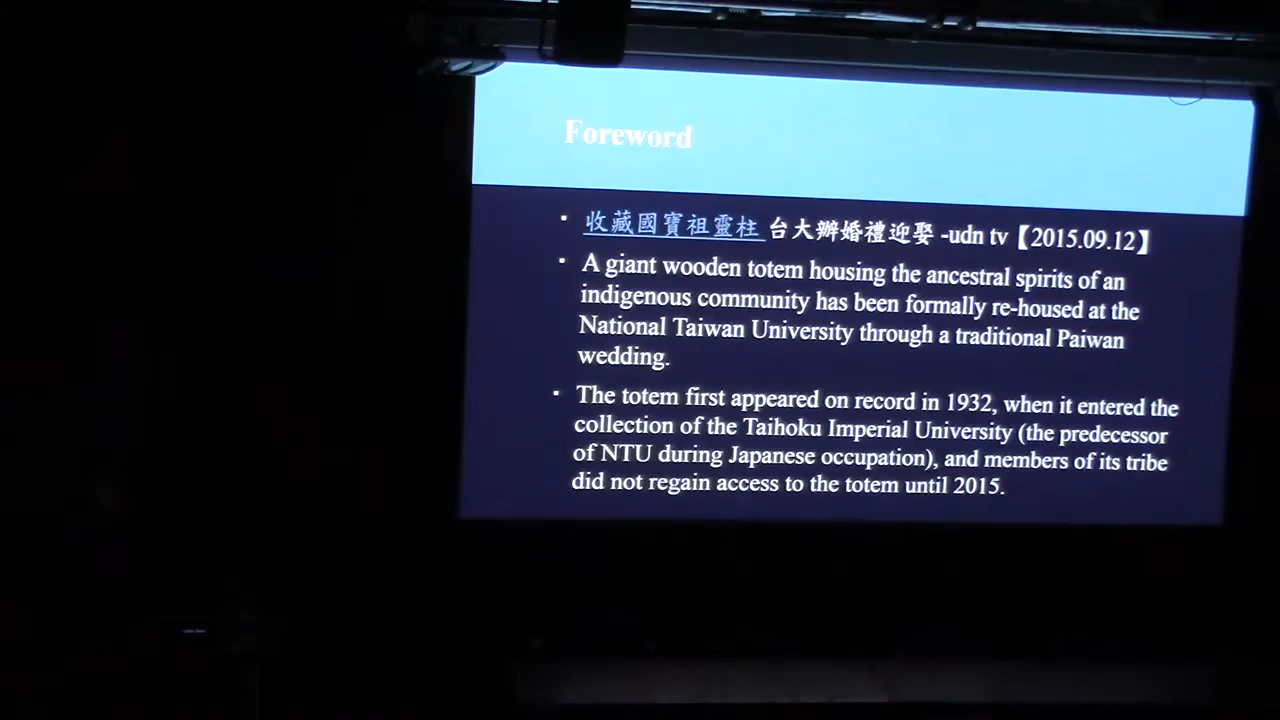 Foreword
▪ 收藏國寶祖靈柱 台大辦婚禮迎娶 -udn tv【2015.09.12】
▪ A giant wooden totem housing the ancestral spirits of an
indigenous community has been formally re-housed at the
National Taiwan University through a traditional Paiwan
wedding.
▪ The totem first appeared on record in 1932, when it entered the
collection of the Taihoku Imperial University (the predecessor
of NTU during Japanese occupation), and members of its tribe
did not regain access to the totem until 2015.